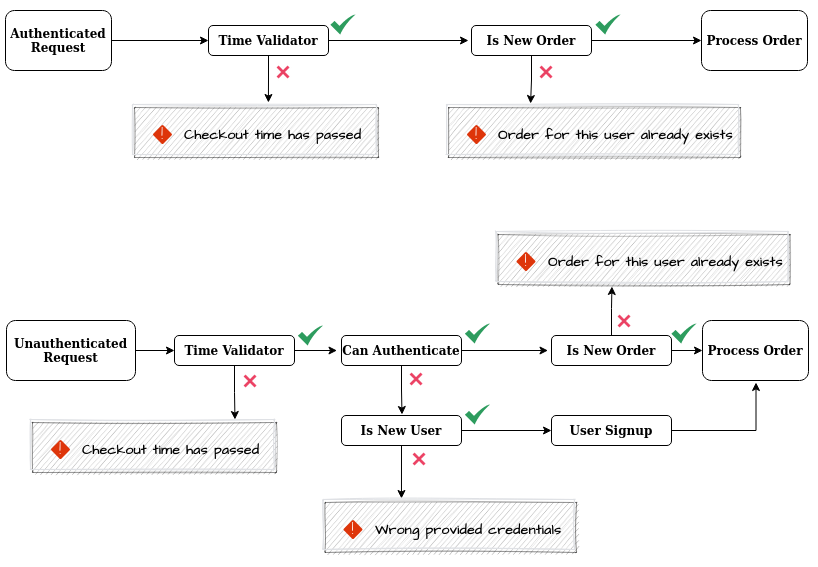 Authenticated
Request
Time Validator
Is New Order
Process Order
Checkout time has passed
Order for this user already exists
Order for this user already exists
Unauthenticated
Request
Time Validator
Can Authenticate
Is New Order
Process Order
Is New User
User Signup
Checkout time has passed
Wrong provided credentials